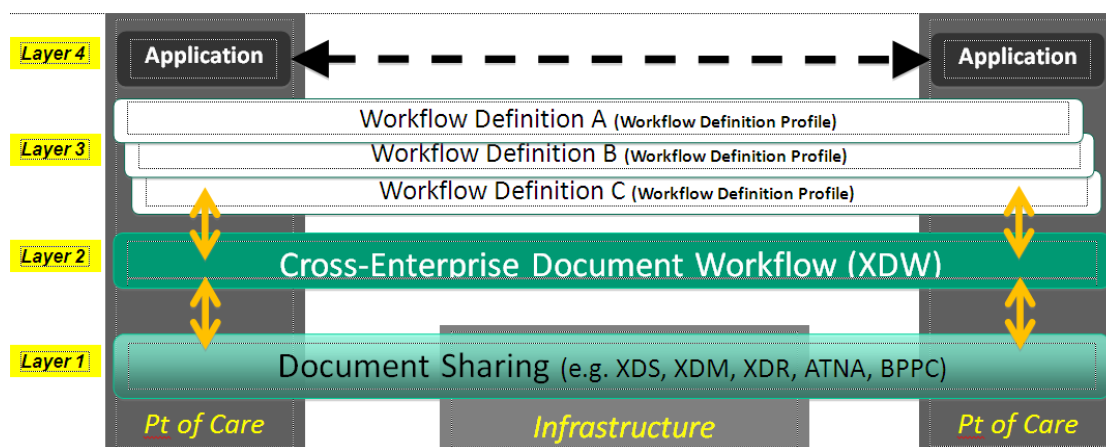 Layer 4
Application
Application
Workflow Definition A (Workflow Definition Profile)
Layer 3
Workflow Definition B (Workflow Definition Profile)
Workflow Definition C (Workflow Definition Profile)
Layer 2
Cross-Enterprise Document Workflow (XDW)
Layer 1
Document Sharing (e.g. XDS, XDM, XDR, ATNA, BPPC)
Pt of Care
Infrastructure
Pt of Care